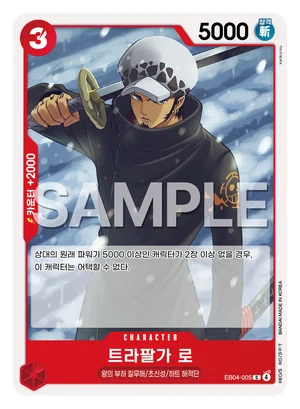 3
5000
참격
斬
카운터 +2000
SAMPLE
상대의 원래 파워가 5000 이상인 캐릭터가 2장 이상 없을 경우,
이 캐릭터는 어택할 수 없다.
CHARACTER
트라팔가 로
왕의 부하 칠무해/초신성/하트 해적단
EB04-005
BANDAI MADE IN KOREA